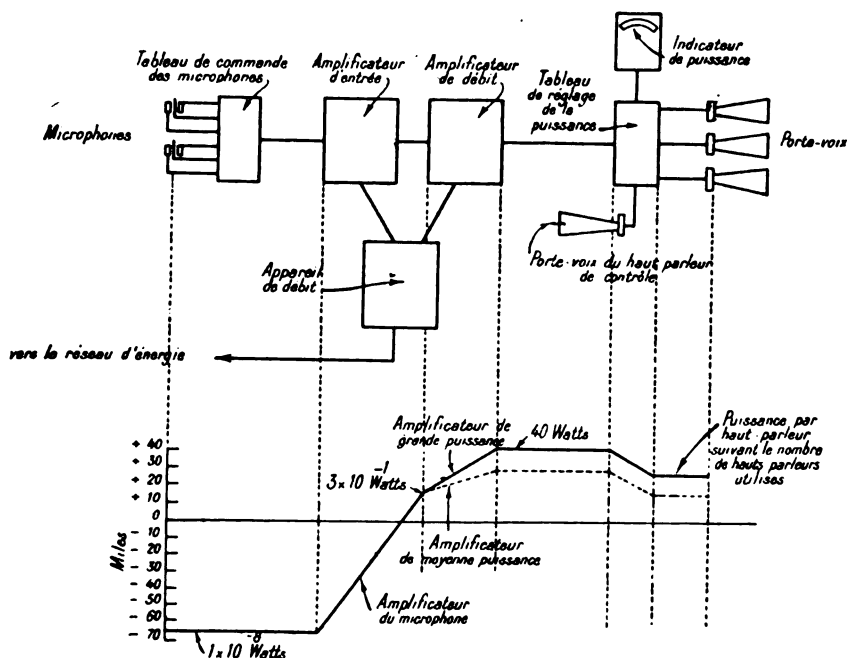 Tableau de commande
des microphones
Amplificateur
d'entrée
Amplificateur
de débit
Tableau
de réglage
de la
puissance
Indicateur
de puissance
Microphones
Porte-voix
Porte-voix du haut parleur
de contrôle
Appareil
de débit
vers le réseau d'énergie
Miles
+ 40
+ 30
+ 20
+ 10
0
- 10
- 20
- 30
- 40
- 50
- 60
- 70
3 x 10⁻¹ Watts
Amplificateur de
grande puissance
40 Watts
Puissance par
haut-parleur
suivant le nombre
de hauts parleurs
utilises
Amplificateur
de moyenne puissance
Amplificateur
du microphone
1 x 10⁻⁸ Watts